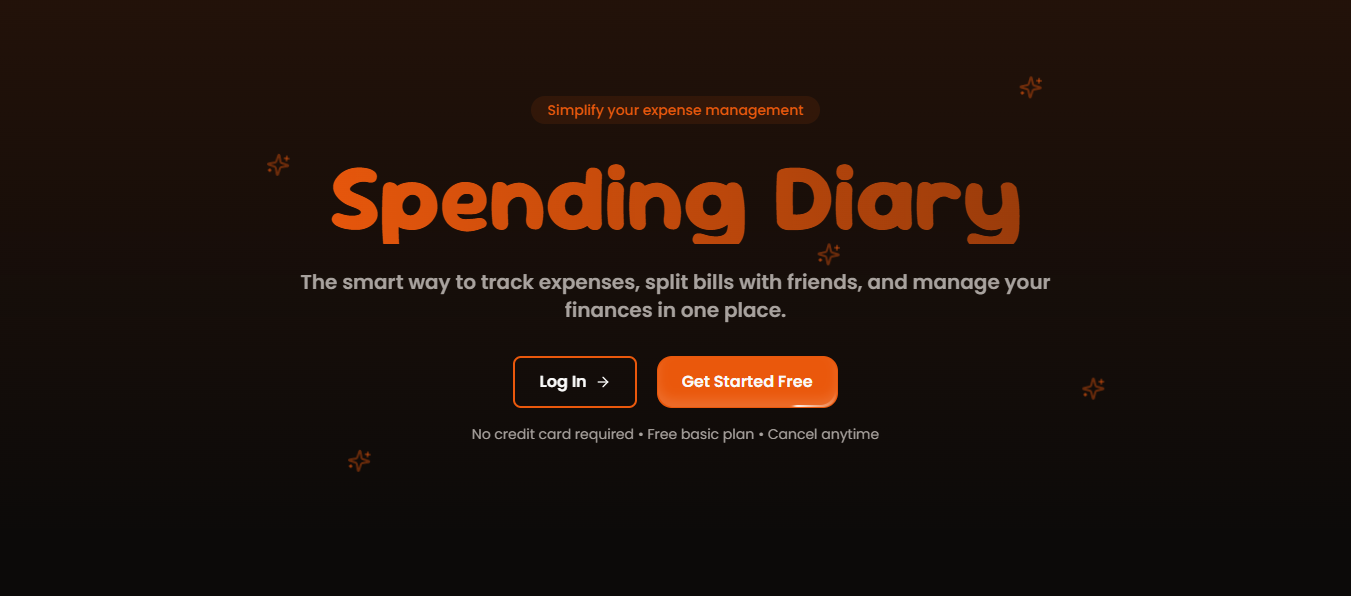 Simplify your expense management
Spending Diary
The smart way to track expenses, split bills with friends, and manage your
finances in one place.
Log In →
Get Started Free
No credit card required • Free basic plan • Cancel anytime